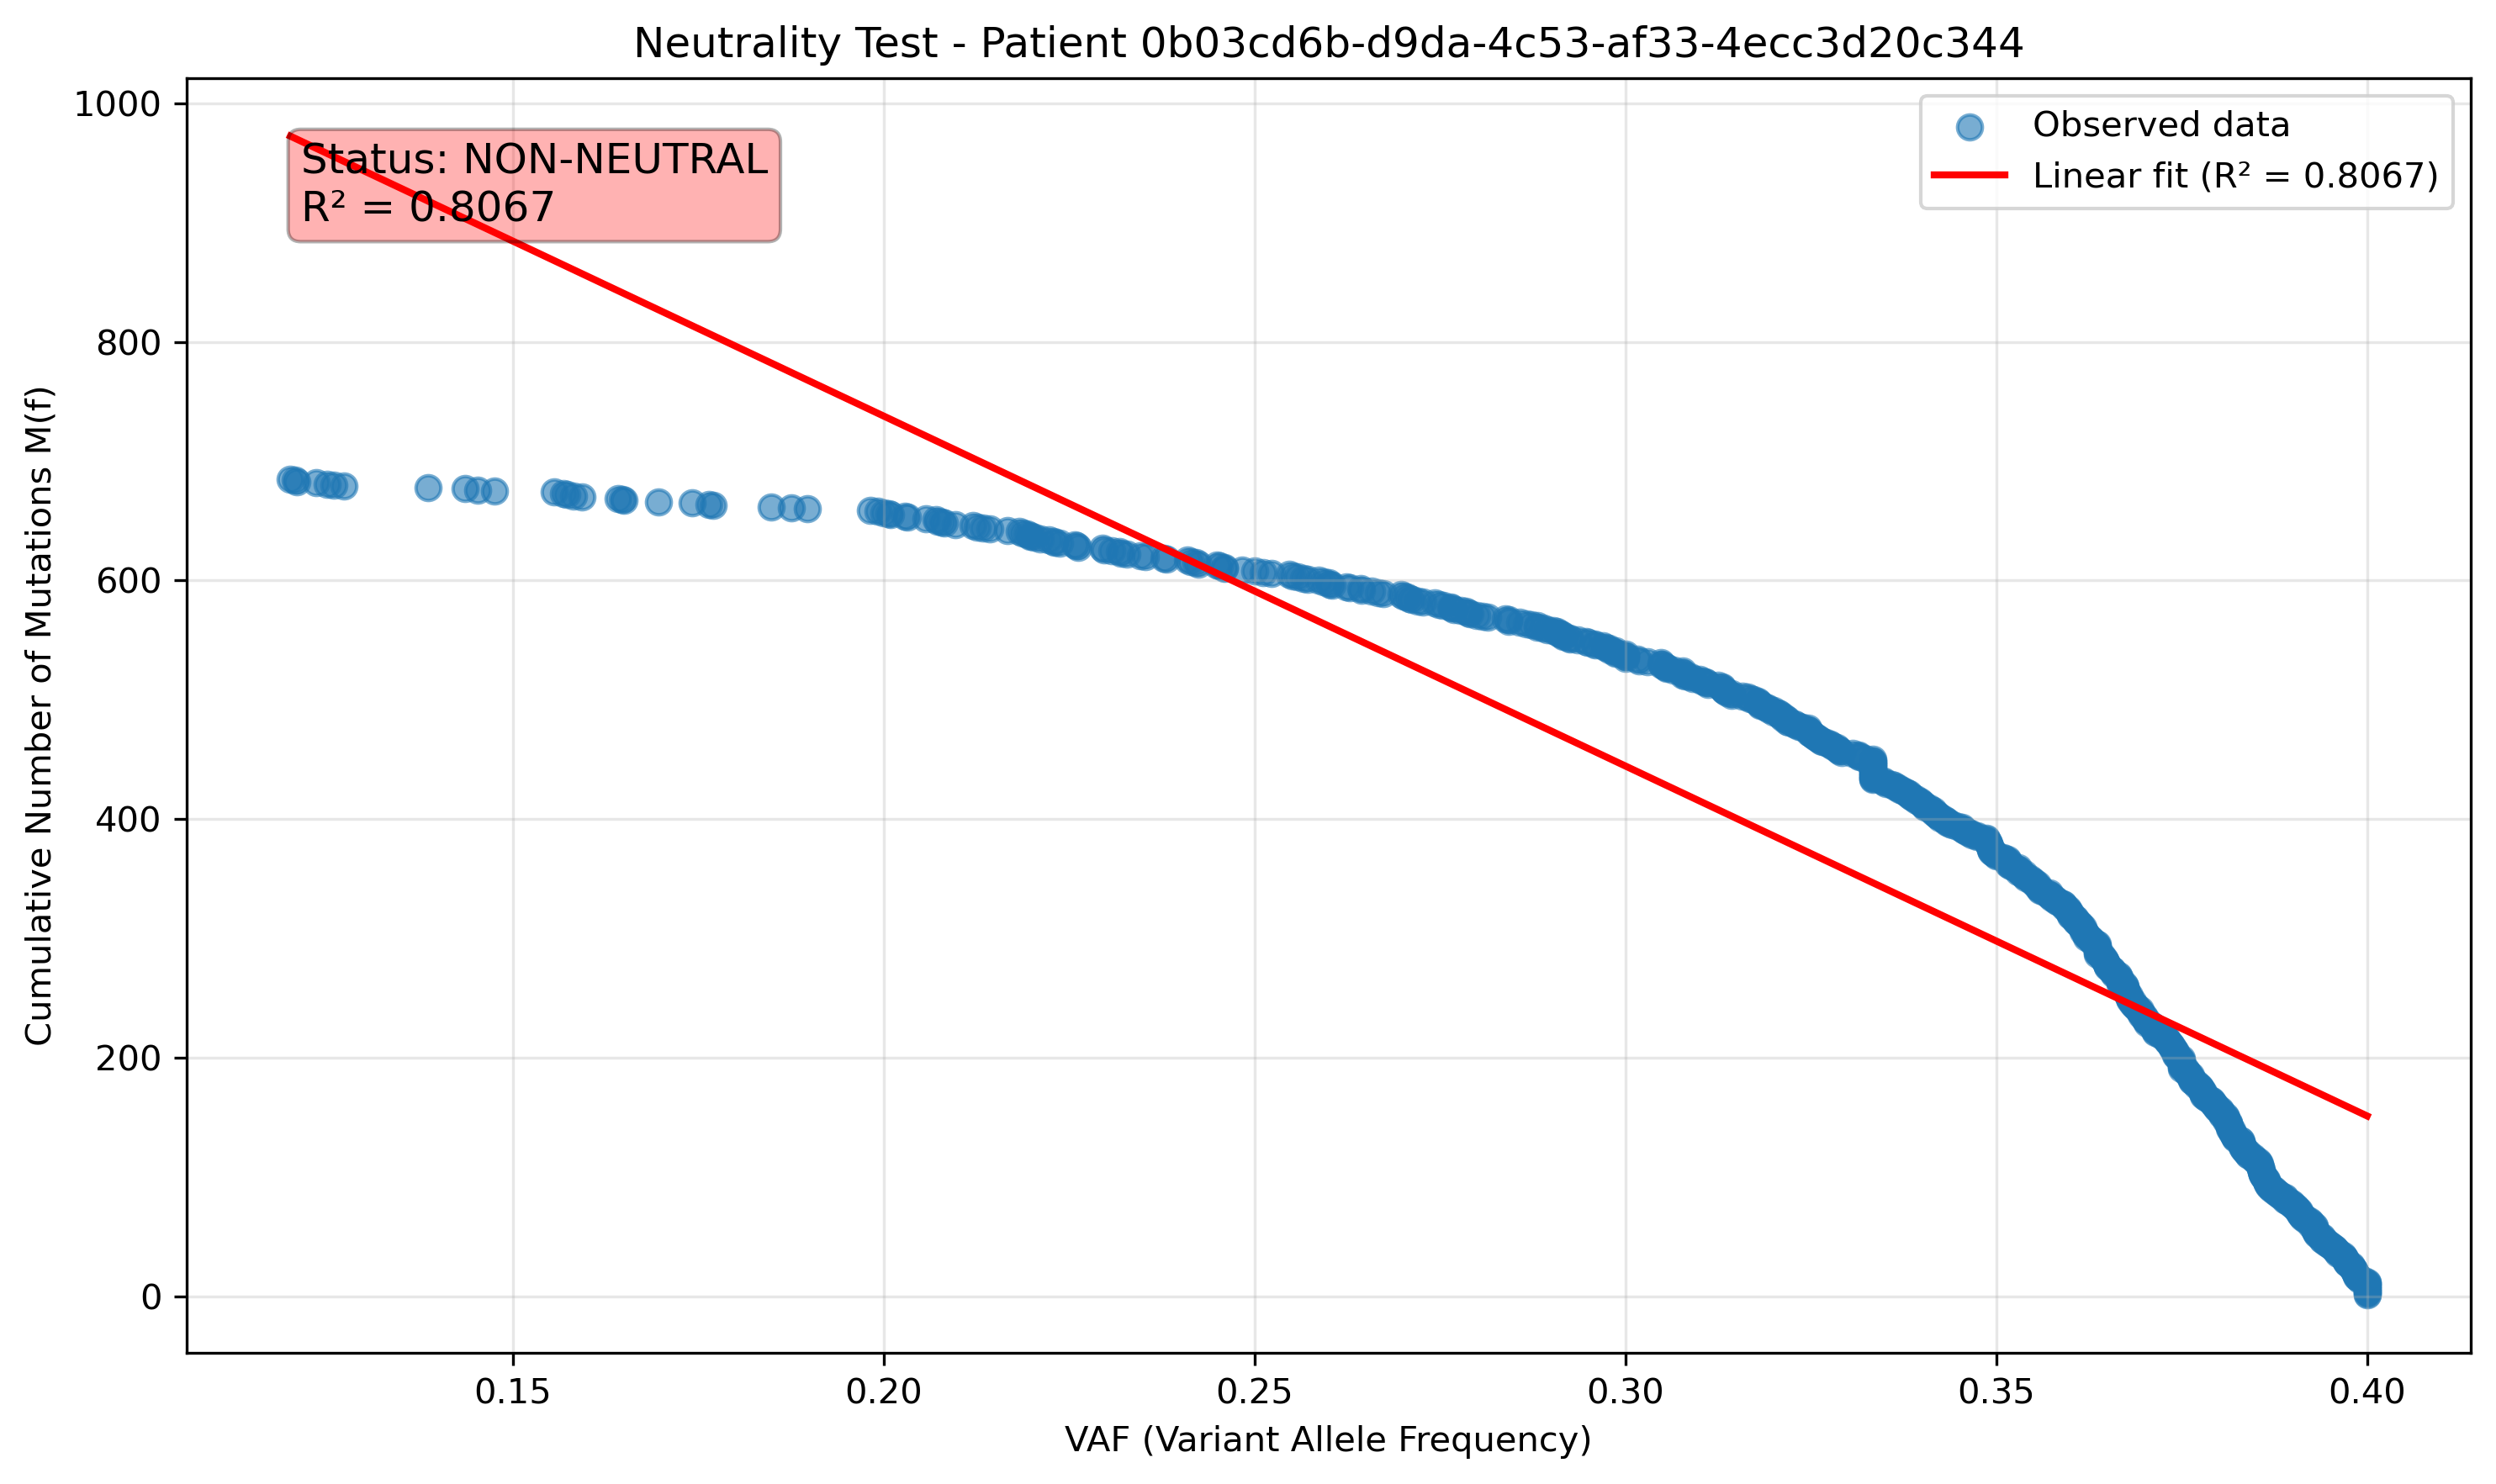 Neutrality Test - Patient 0b03cd6b-d9da-4c53-af33-4ecc3d20c344
Status: NON-NEUTRAL
R² = 0.8067
Observed data
Linear fit (R² = 0.8067)
Cumulative Number of Mutations M(f)
1000
800
600
400
200
0
0.15
0.20
0.25
0.30
0.35
0.40
VAF (Variant Allele Frequency)